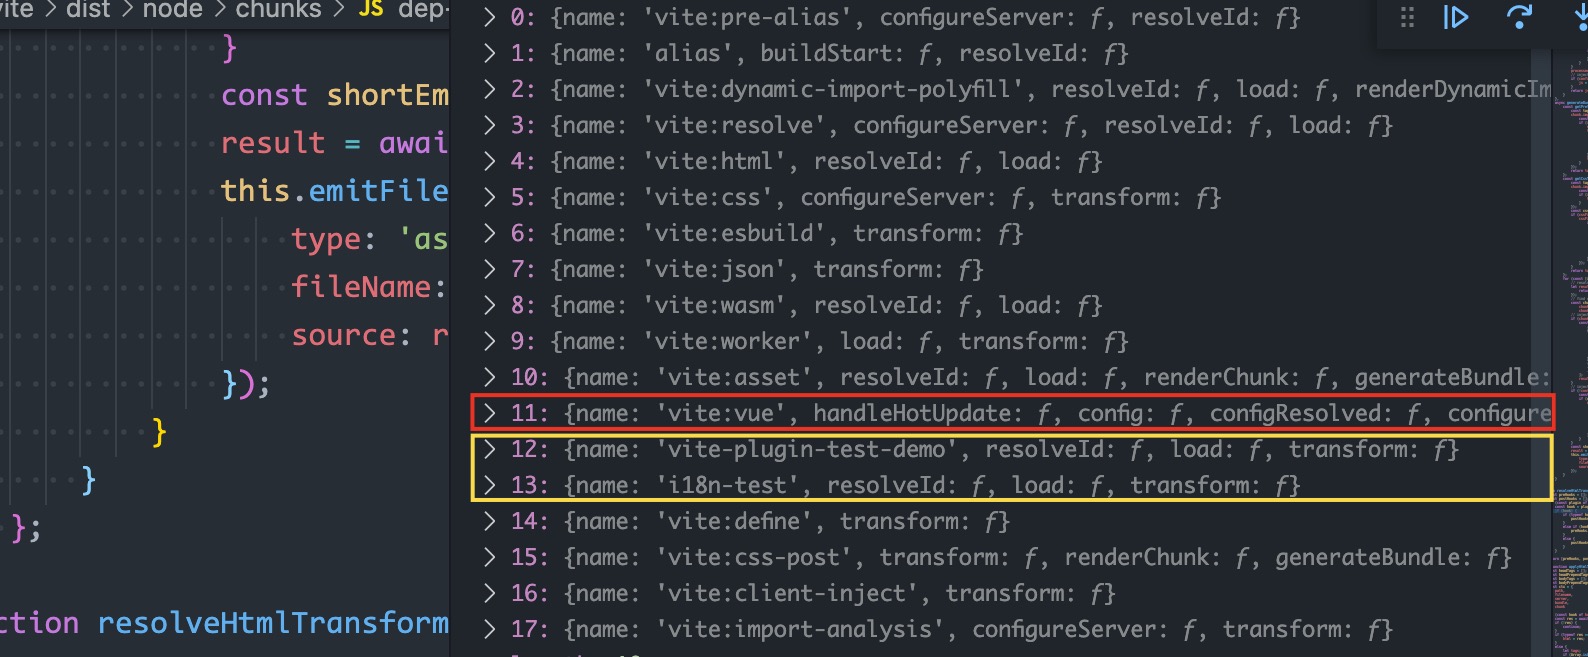 vite > dist > node > chunks > JS dep-
}
const shortEm
result = awai
this.emitFile
type: 'as
fileName:
source: r
});
}
}
};
ction resolveHtmlTransform
> 0: {name: 'vite:pre-alias', configureServer: ƒ, resolveId: ƒ}
> 1: {name: 'alias', buildStart: ƒ, resolveId: ƒ}
> 2: {name: 'vite:dynamic-import-polyfill', resolveId: ƒ, load: ƒ, renderDynamicIm
> 3: {name: 'vite:resolve', configureServer: ƒ, resolveId: ƒ, load: ƒ}
> 4: {name: 'vite:html', resolveId: ƒ, load: ƒ}
> 5: {name: 'vite:css', configureServer: ƒ, transform: ƒ}
> 6: {name: 'vite:esbuild', transform: ƒ}
> 7: {name: 'vite:json', transform: ƒ}
> 8: {name: 'vite:wasm', resolveId: ƒ, load: ƒ}
> 9: {name: 'vite:worker', load: ƒ, transform: ƒ}
> 10: {name: 'vite:asset', resolveId: ƒ, load: ƒ, renderChunk: ƒ, generateBundle:
> 11: {name: 'vite:vue', handleHotUpdate: ƒ, config: ƒ, configResolved: ƒ, configure
> 12: {name: 'vite-plugin-test-demo', resolveId: ƒ, load: ƒ, transform: ƒ}
> 13: {name: 'i18n-test', resolveId: ƒ, load: ƒ, transform: ƒ}
> 14: {name: 'vite:define', transform: ƒ}
> 15: {name: 'vite:css-post', transform: ƒ, renderChunk: ƒ, generateBundle: ƒ}
> 16: {name: 'vite:client-inject', transform: ƒ}
> 17: {name: 'vite:import-analysis', configureServer: ƒ, transform: ƒ}